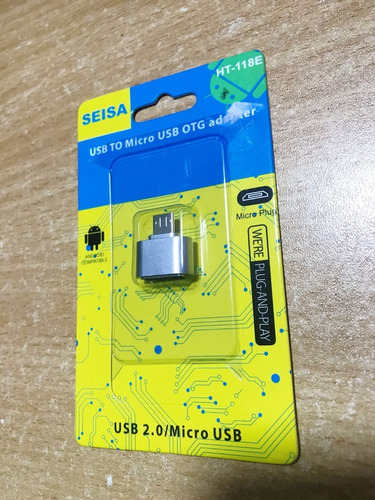 SEISA
HT-118E
USB TO Micro USB OTG adapter
Micro Plug
ANDROID
COMPATIBLE
WE'RE PLUG-AND-PLAY
USB 2.0/Micro USB